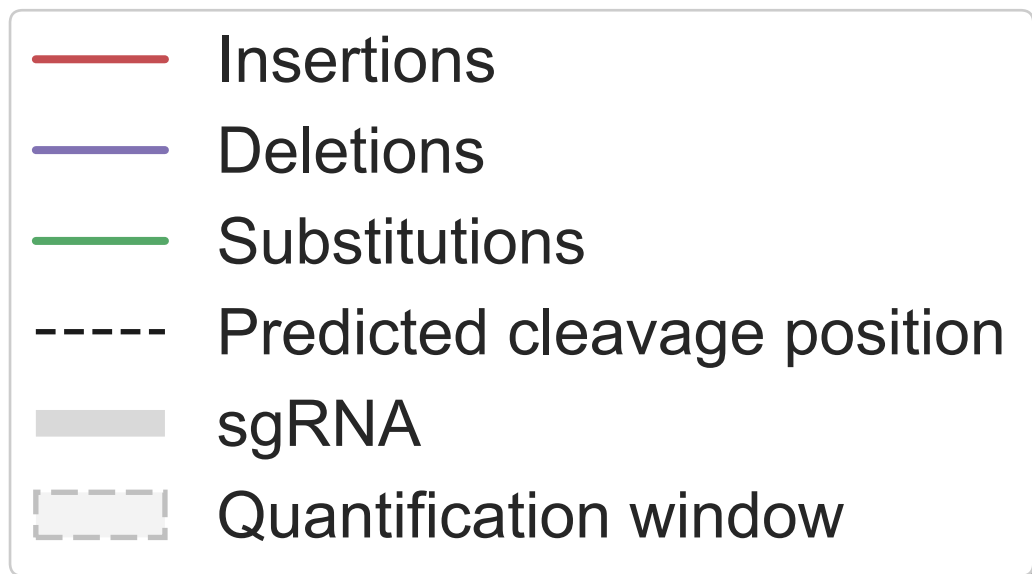 Insertions
Deletions
Substitutions
Predicted cleavage position
sgRNA
Quantification window